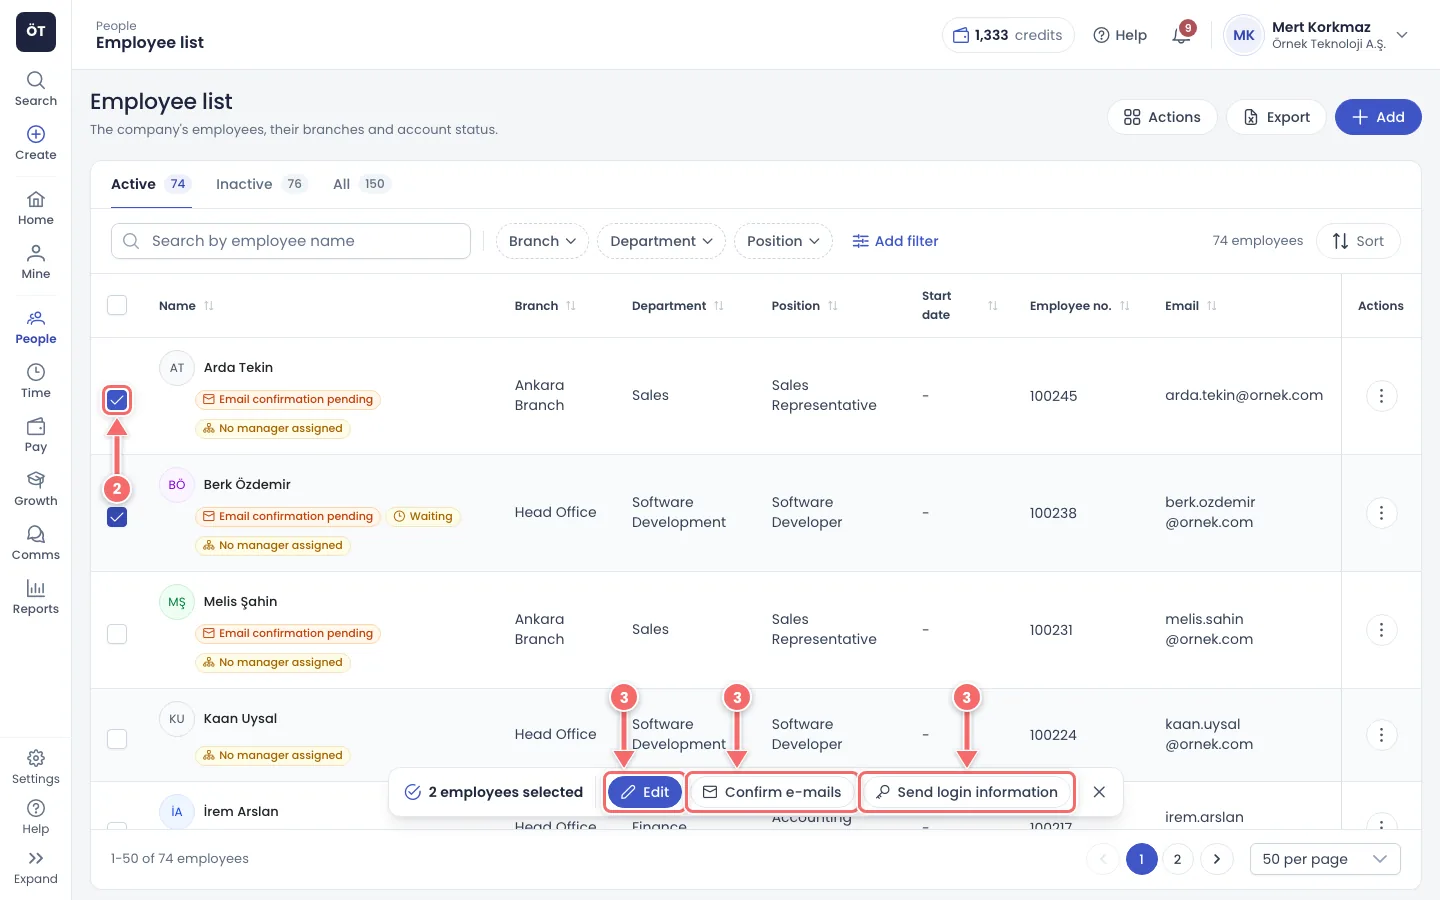 ÖT
People
Employee list
1,333 credits
Help
9
MK
Mert Korkmaz
Örnek Teknoloji A.Ş.
Search
Create
Home
Mine
People
Time
Pay
Growth
Comms
Reports
Settings
Help
Expand
Employee list
The company's employees, their branches and account status.
Actions
Export
Add
Active 74
Inactive 76
All 150
Search by employee name
Branch
Department
Position
Add filter
74 employees
Sort
Name
Branch
Department
Position
Start
date
Employee no.
Email
Actions
AT
Arda Tekin
Email confirmation pending
No manager assigned
Ankara
Branch
Sales
Sales
Representative
-
100245
arda.tekin@ornek.com
2
BÖ
Berk Özdemir
Email confirmation pending
Waiting
No manager assigned
Head Office
Software
Development
Software
Developer
-
100238
berk.ozdemir
@ornek.com
MŞ
Melis Şahin
Email confirmation pending
No manager assigned
Ankara
Branch
Sales
Sales
Representative
-
100231
melis.sahin
@ornek.com
3
3
3
KU
Kaan Uysal
No manager assigned
Head Office
Software
Development
Software
Developer
-
100224
kaan.uysal
@ornek.com
2 employees selected
Edit
Confirm e-mails
Send login information
İA
İrem Arslan
Head Office
Finance
Accounting
-
100217
irem.arslan
1-50 of 74 employees
1
2
50 per page